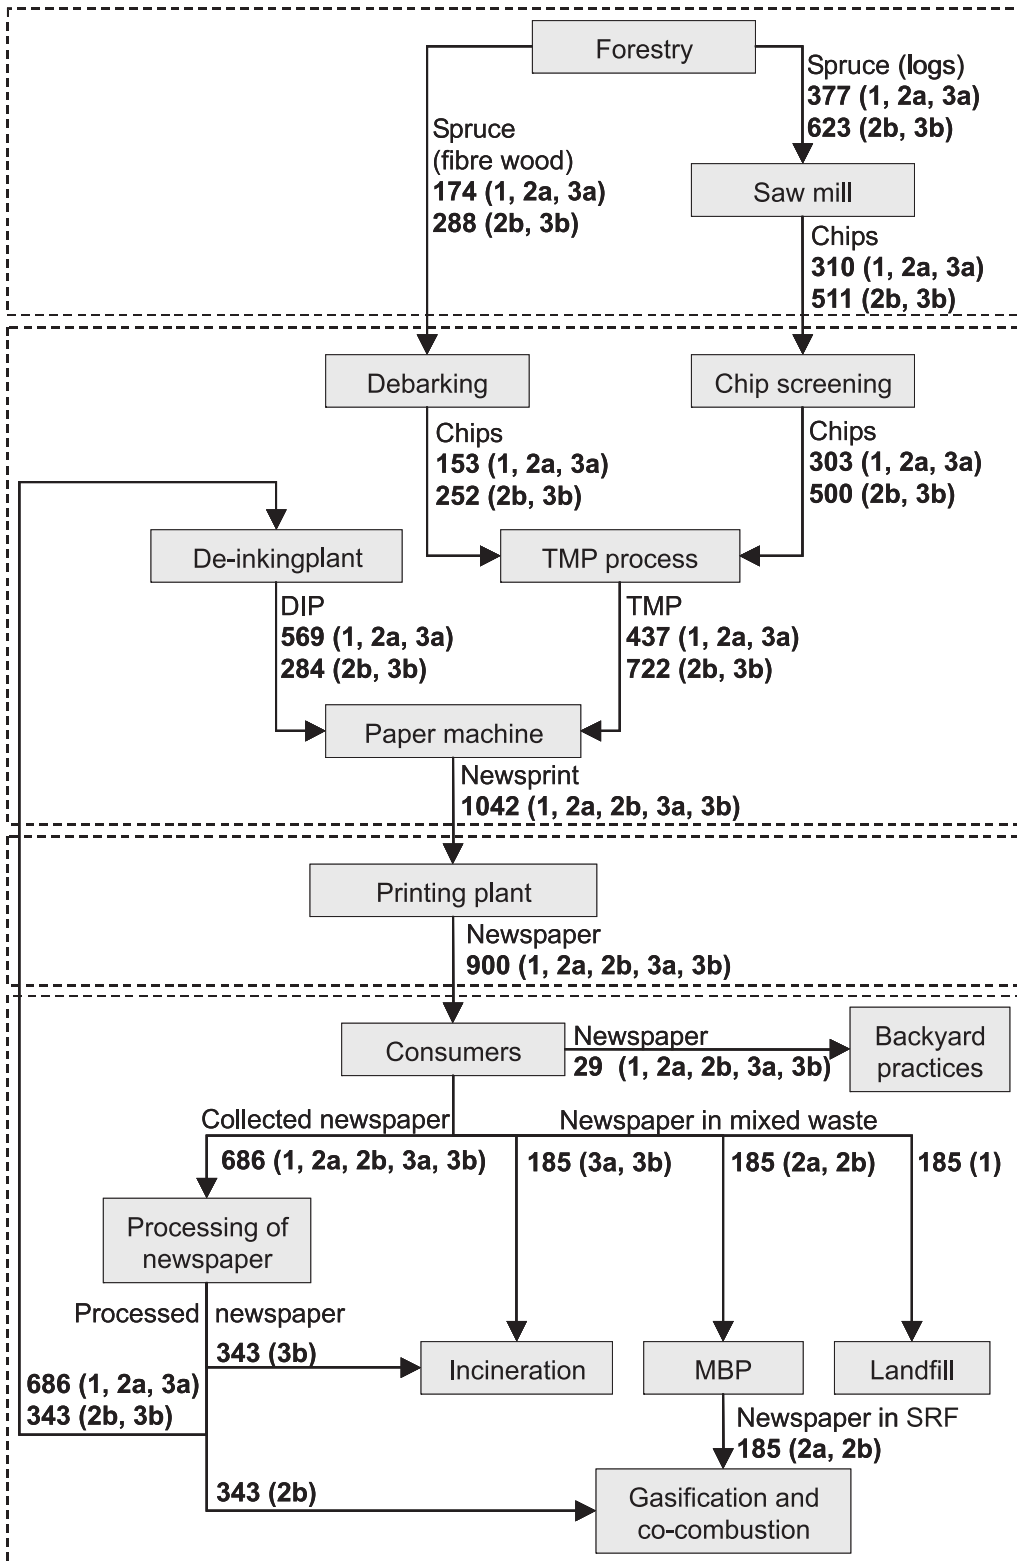 Forestry
Spruce (logs)
377 (1, 2a, 3a)
623 (2b, 3b)
Spruce
(fibre wood)
174 (1, 2a, 3a)
288 (2b, 3b)
Saw mill
Chips
310 (1, 2a, 3a)
511 (2b, 3b)
Debarking
Chip screening
Chips
153 (1, 2a, 3a)
252 (2b, 3b)
Chips
303 (1, 2a, 3a)
500 (2b, 3b)
De-inkingplant
TMP process
DIP
569 (1, 2a, 3a)
284 (2b, 3b)
TMP
437 (1, 2a, 3a)
722 (2b, 3b)
Paper machine
Newsprint
1042 (1, 2a, 2b, 3a, 3b)
Printing plant
Newspaper
900 (1, 2a, 2b, 3a, 3b)
Consumers
Newspaper
29 (1, 2a, 2b, 3a, 3b)
Backyard
practices
Collected newspaper
686 (1, 2a, 2b, 3a, 3b)
Newspaper in mixed waste
185 (3a, 3b)
185 (2a, 2b)
185 (1)
Processing of
newspaper
Processed newspaper
343 (3b)
686 (1, 2a, 3a)
343 (2b, 3b)
Incineration
MBP
Landfill
Newspaper in SRF
185 (2a, 2b)
343 (2b)
Gasification and
co-combustion